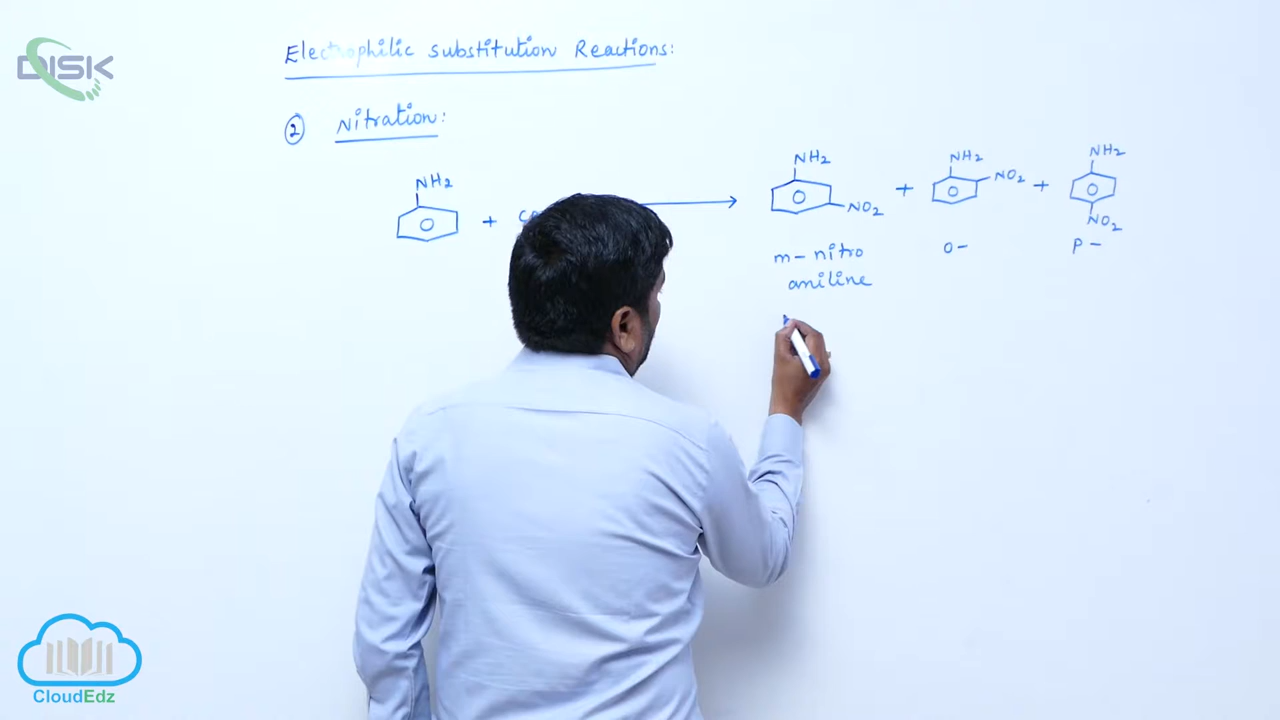 DISK
Electrophilic substitution Reactions:
② Nitration:
NH2 + → NH2 NO2 + NH2 NO2 + NH2 NO2
m - nitro aniline O - P -
CloudEdz